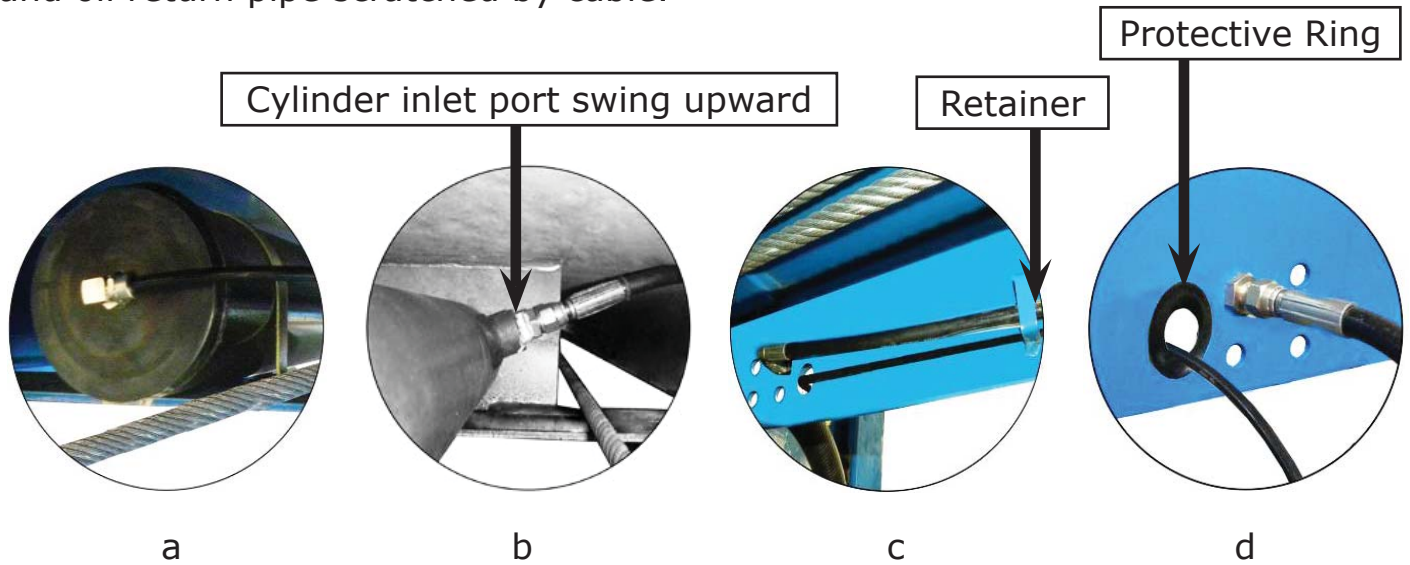 and oil return pipe scratched by cable.
Protective Ring
Cylinder inlet port swing upward
Retainer
a b c d